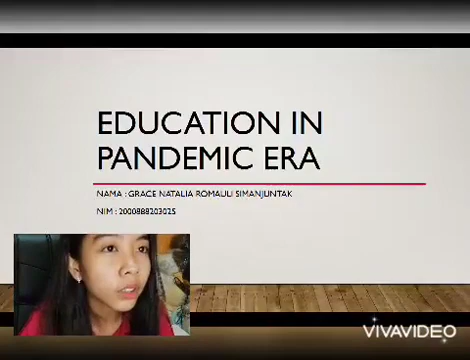 EDUCATION IN
PANDEMIC ERA
NAMA : GRACE NATALIA ROMAULI SIMANJUNTAK
NIM : 2000888203025
VIVAVIDEO